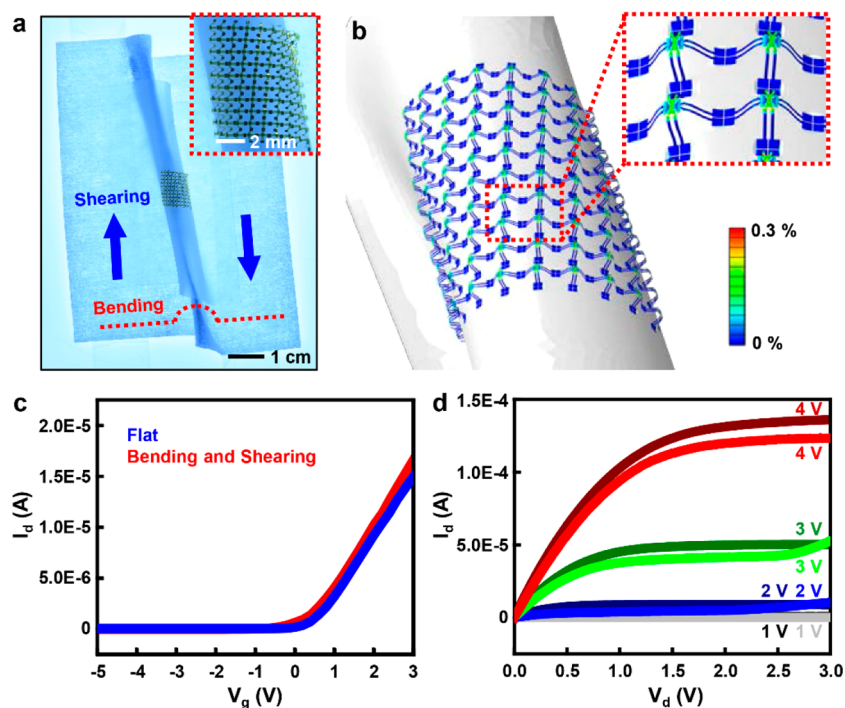 a
2 mm
Shearing
Bending
1 cm
b
0.3 %
0 %
c
Flat
Bending and Shearing
2.0E-5
1.5E-5
1.0E-5
5.0E-6
0
I_d (A)
-5 -4 -3 -2 -1 0 1 2 3
V_g (V)
d
1.5E-4
1.0E-4
5.0E-5
0
I_d (A)
4 V
4 V
3 V
3 V
2 V 2 V
1 V 1 V
0.0 0.5 1.0 1.5 2.0 2.5 3.0
V_d (V)